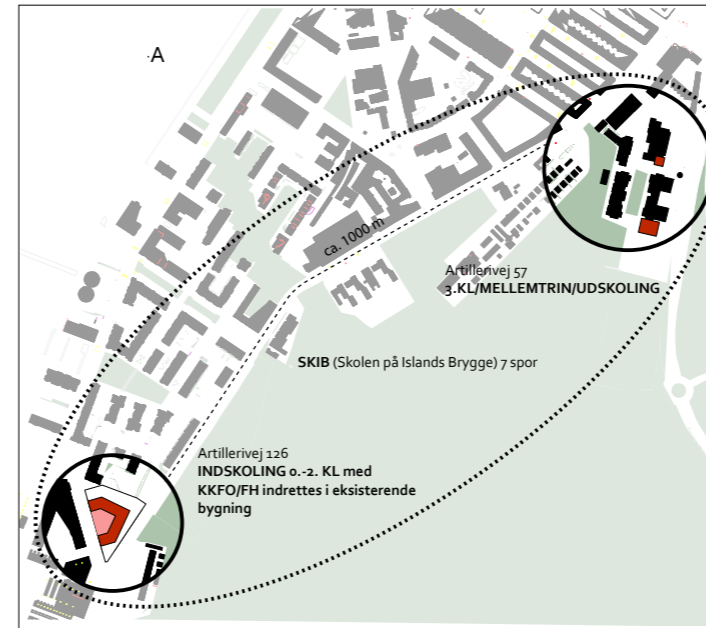 .A
ca. 1000 m
Artillerivej 57
3.KL/MELLEMTRIN/UDSKOLING
SKIB (Skolen på Islands Brygge) 7 spor
Artillerivej 126
INDSKOLING 0.-2. KL med
KKFO/FH indrettes i eksisterende
bygning